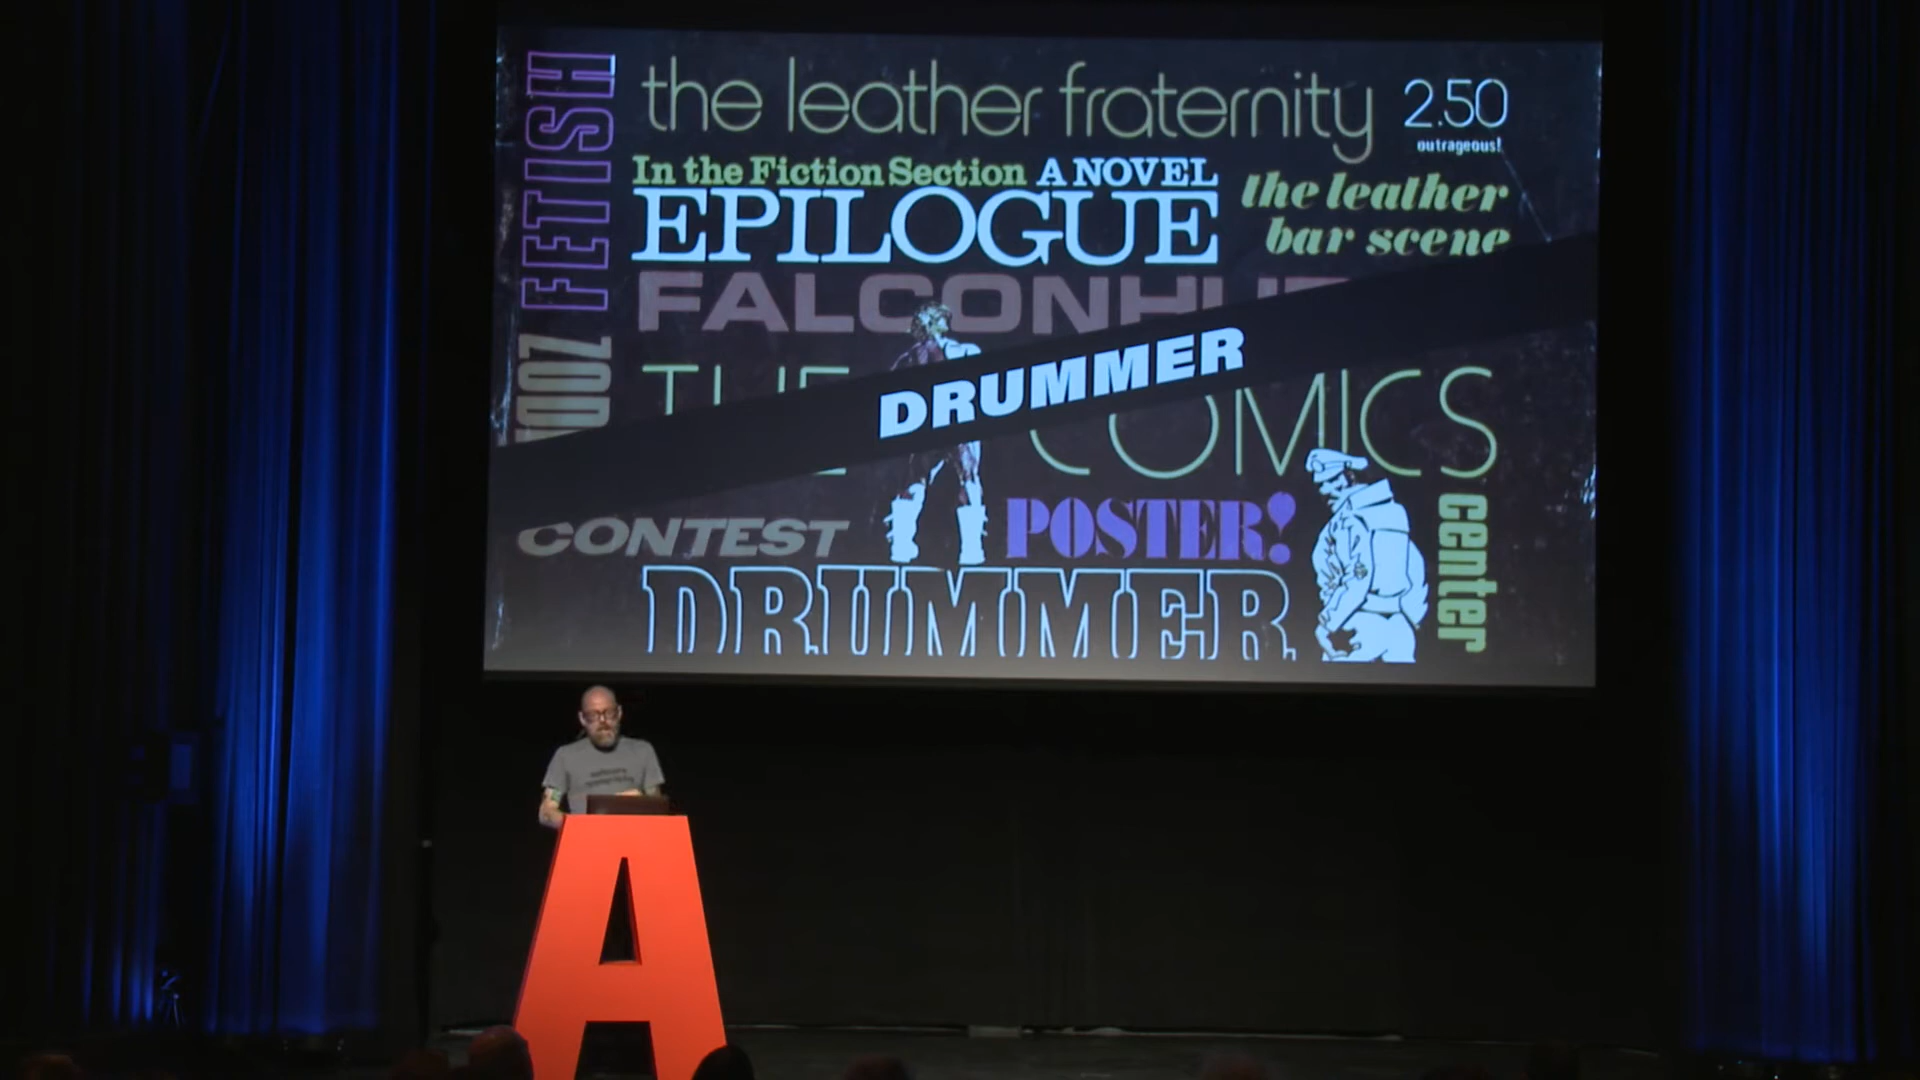 FETISH
the leather fraternity
2.50
outrageous!
In the Fiction Section A NOVEL
EPILOGUE
the leather
bar scene
DRUMMER
THE COMICS
CONTEST
POSTER!
center
DRUMMER
A